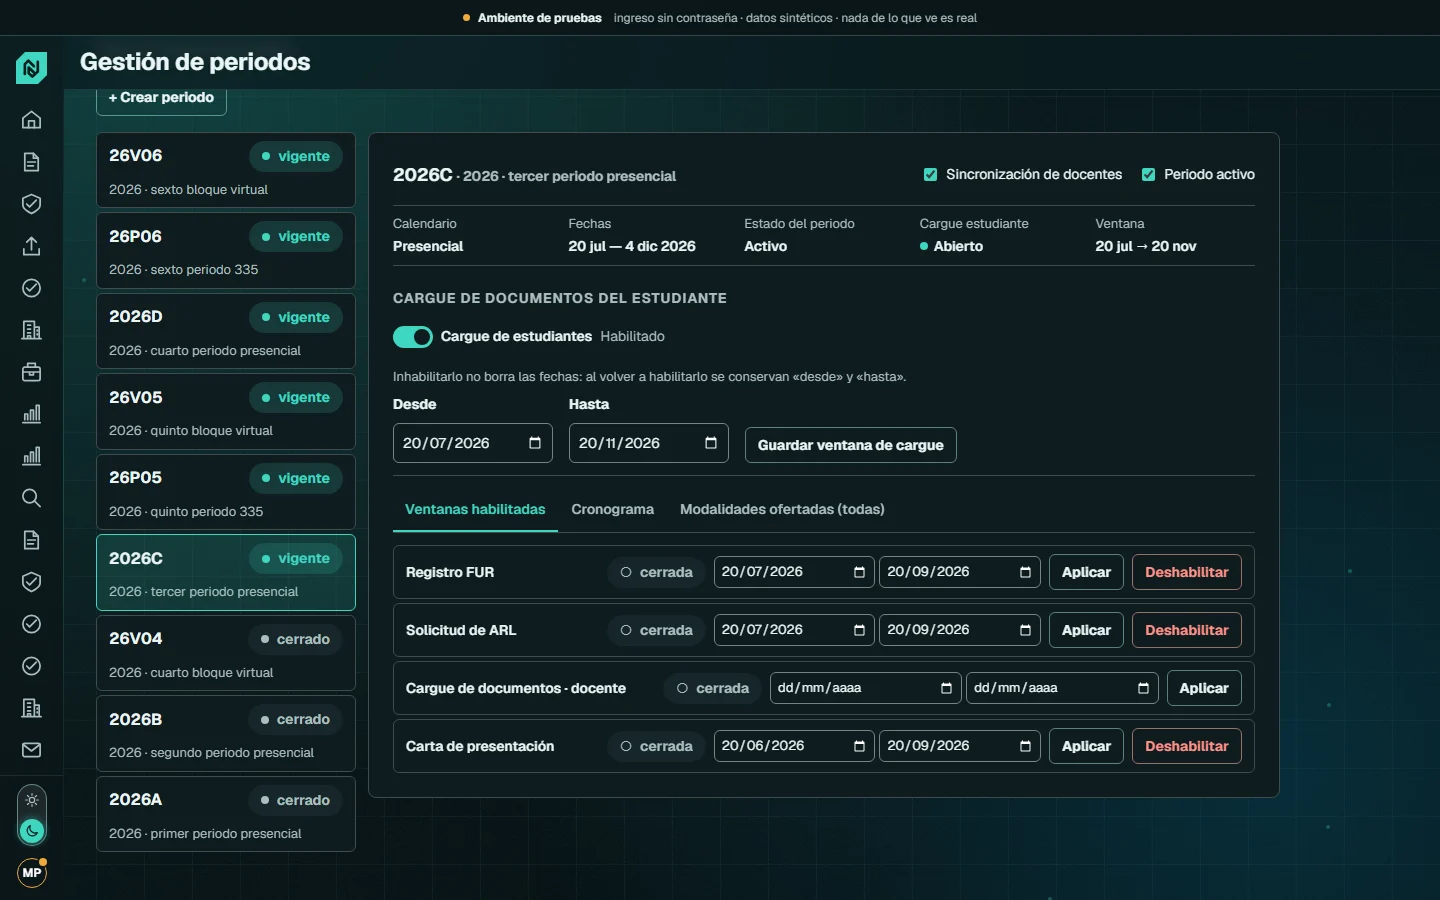 Ambiente de pruebas ingreso sin contraseña · datos sintéticos · nada de lo que ve es real
Gestión de periodos
+ Crear periodo
26V06 vigente
2026 · sexto bloque virtual
26P06 vigente
2026 · sexto periodo 335
2026D vigente
2026 · cuarto periodo presencial
26V05 vigente
2026 · quinto bloque virtual
26P05 vigente
2026 · quinto periodo 335
2026C vigente
2026 · tercer periodo presencial
26V04 cerrado
2026 · cuarto bloque virtual
2026B cerrado
2026 · segundo periodo presencial
2026A cerrado
2026 · primer periodo presencial
MP
2026C · 2026 · tercer periodo presencial Sincronización de docentes Periodo activo
Calendario Fechas Estado del periodo Cargue estudiante Ventana
Presencial 20 jul — 4 dic 2026 Activo Abierto 20 jul → 20 nov
CARGUE DE DOCUMENTOS DEL ESTUDIANTE
Cargue de estudiantes Habilitado
Inhabilitarlo no borra las fechas: al volver a habilitarlo se conservan «desde» y «hasta».
Desde Hasta
20/07/2026 20/11/2026 Guardar ventana de cargue
Ventanas habilitadas Cronograma Modalidades ofertadas (todas)
Registro FUR cerrada 20/07/2026 20/09/2026 Aplicar Deshabilitar
Solicitud de ARL cerrada 20/07/2026 20/09/2026 Aplicar Deshabilitar
Cargue de documentos · docente cerrada dd/mm/aaaa dd/mm/aaaa Aplicar
Carta de presentación cerrada 20/06/2026 20/09/2026 Aplicar Deshabilitar